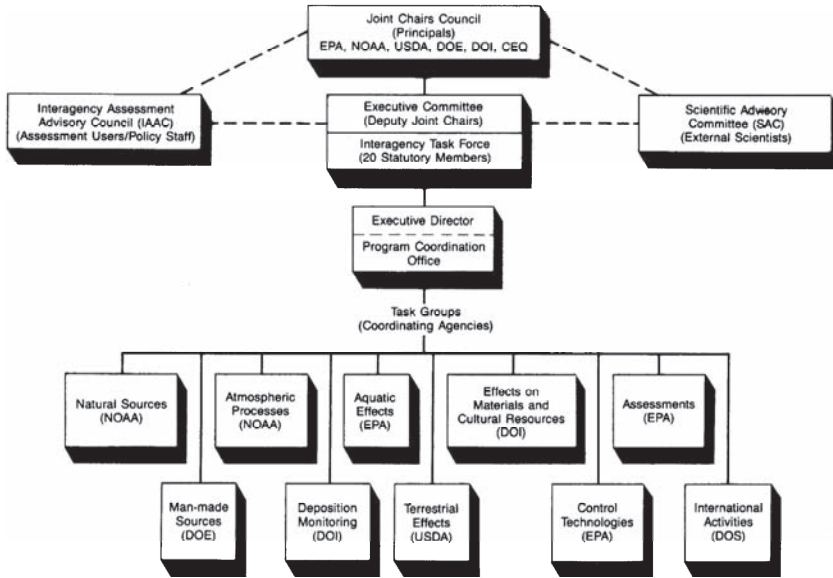 Joint Chairs Council
(Principals)
EPA, NOAA, USDA, DOE, DOI, CEQ
Interagency Assessment
Advisory Council (IAAC)
(Assessment Users/Policy Staff)
Executive Committee
(Deputy Joint Chairs)
Interagency Task Force
(20 Statutory Members)
Scientific Advisory
Committee (SAC)
(External Scientists)
Executive Director
Program Coordination
Office
Task Groups
(Coordinating Agencies)
Natural Sources
(NOAA)
Atmospheric
Processes
(NOAA)
Aquatic
Effects
(EPA)
Effects on
Materials and
Cultural Resources
(DOI)
Assessments
(EPA)
Man-made
Sources
(DOE)
Deposition
Monitoring
(DOI)
Terrestrial
Effects
(USDA)
Control
Technologies
(EPA)
International
Activities
(DOS)